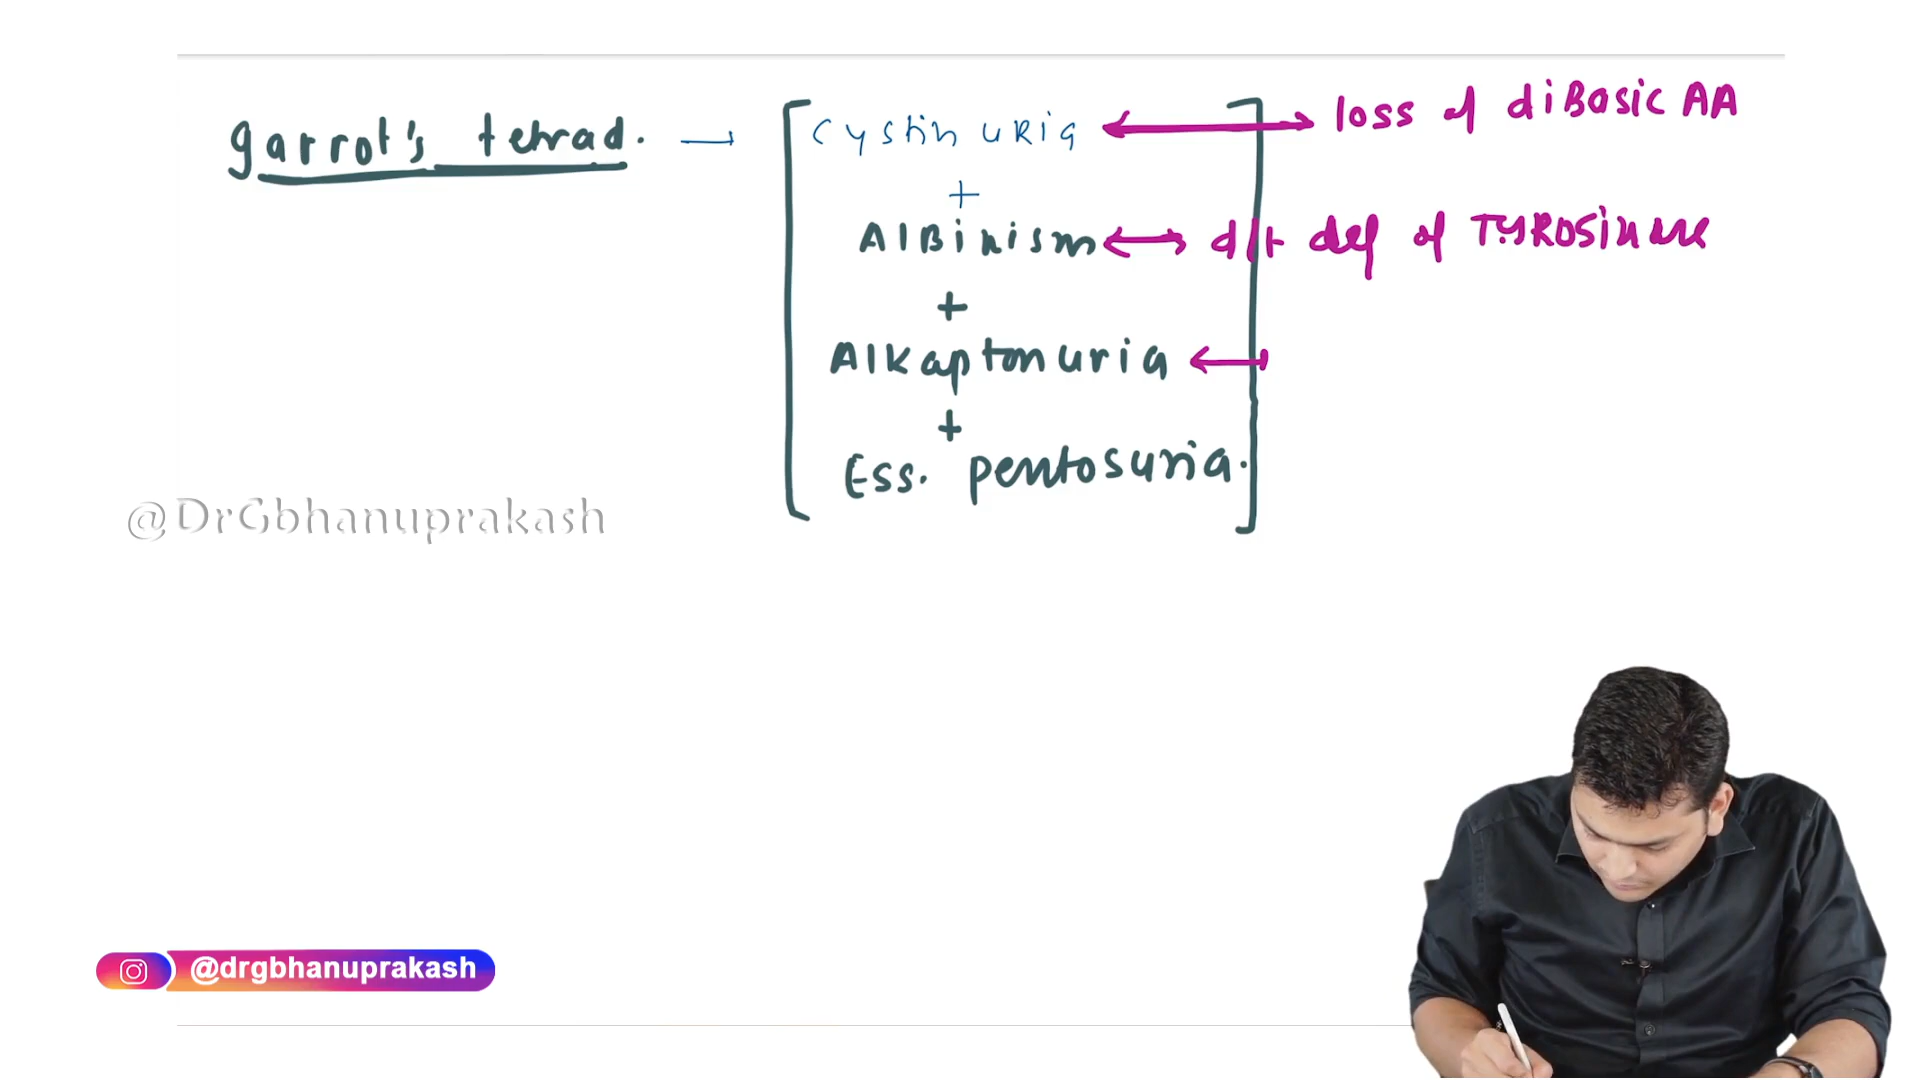 garrot's tetrad. → [ Cystinuria ↔ loss of diBasic AA
+
AlBinism ↔ d/t def of TYROSinase
+
AlKaptonuria ←
+
Ess. pentosuria. ]
@DrGbhanuprakash
@drgbhanuprakash